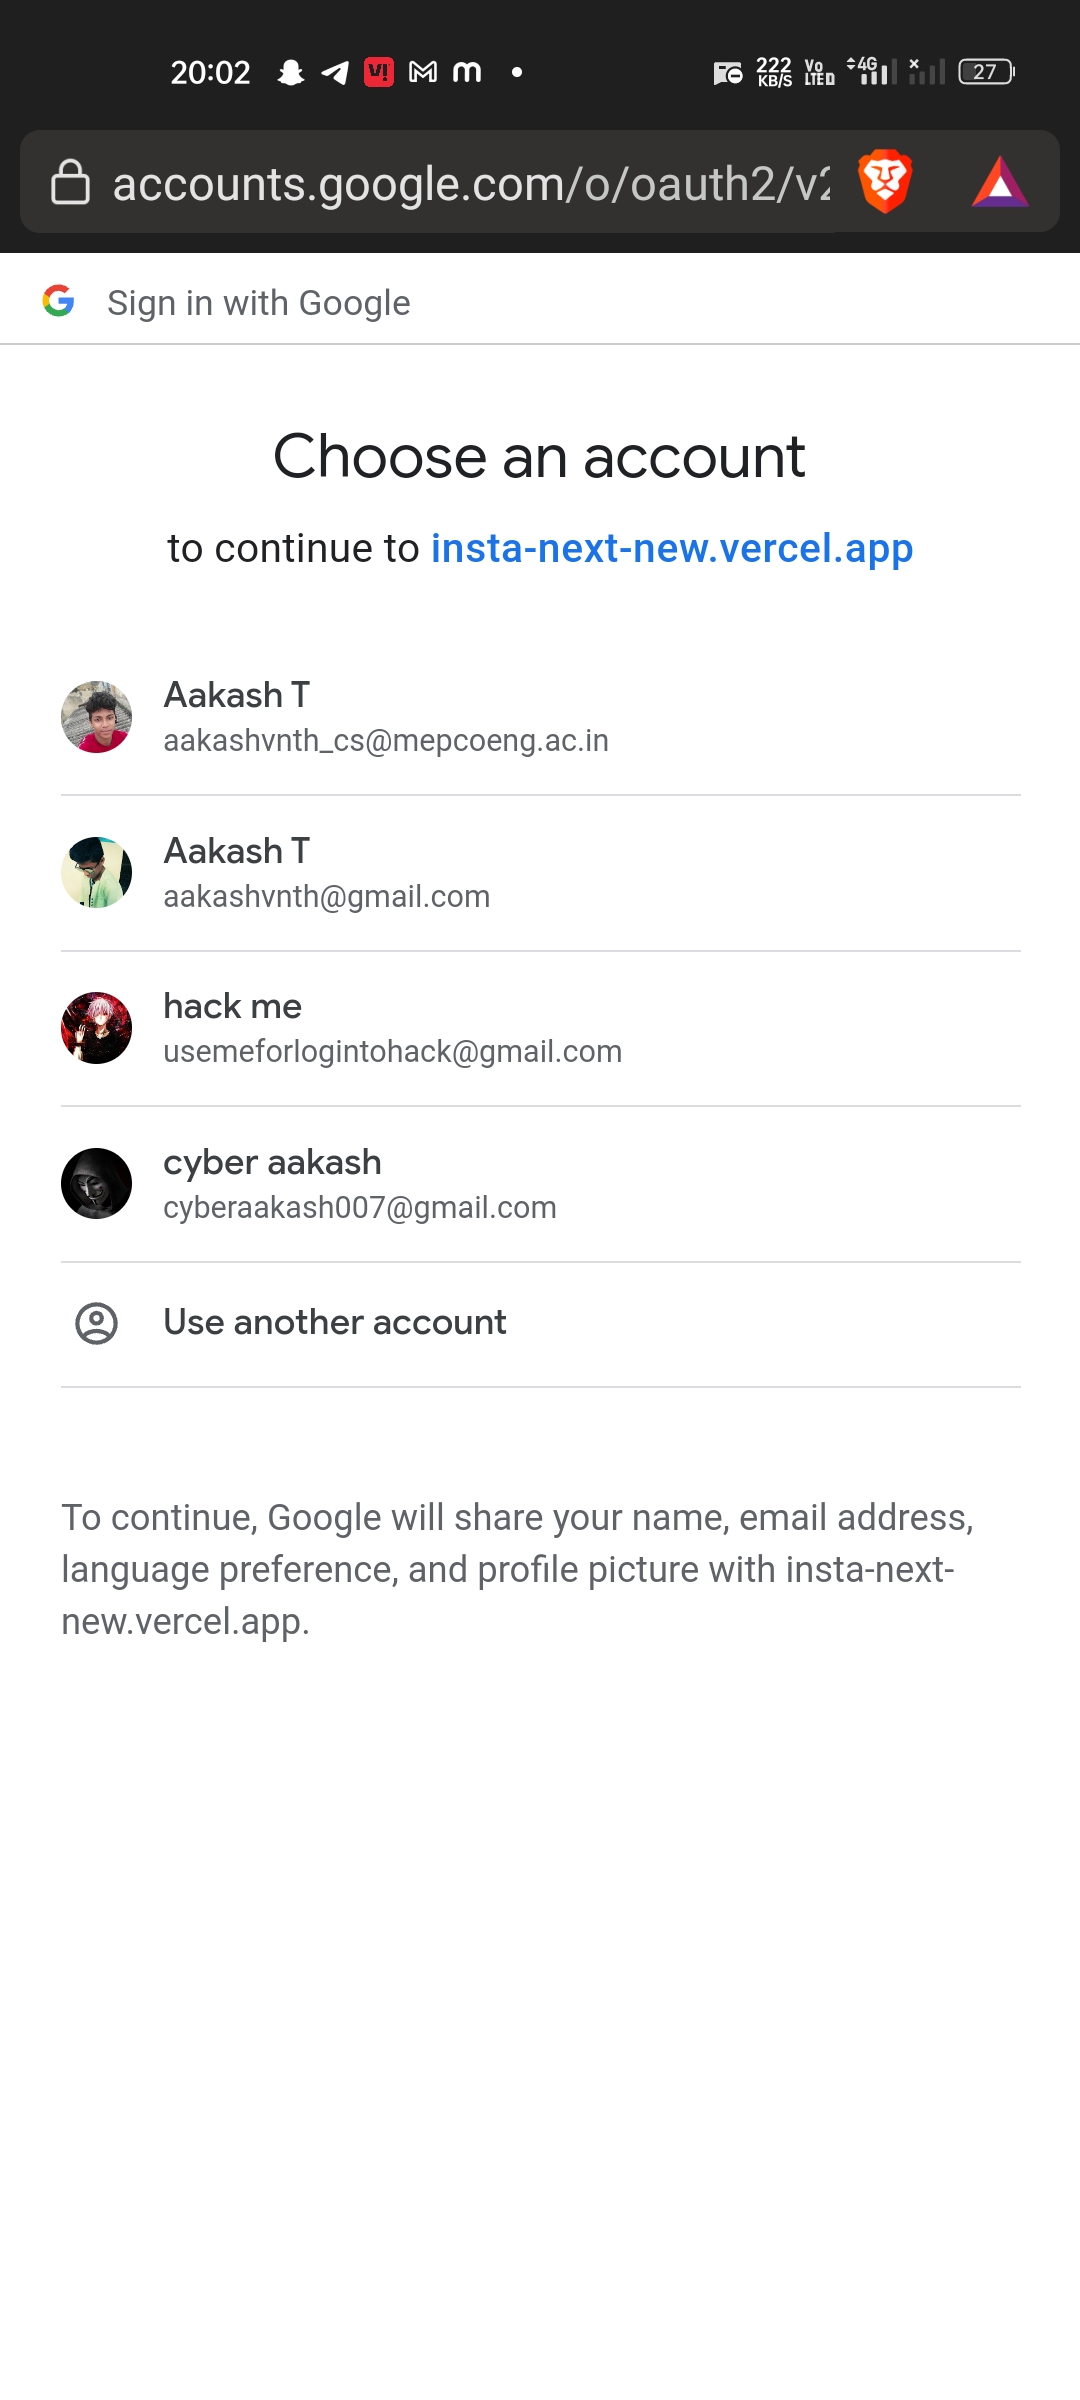 20:02 V! 222 KB/S Vo LTED 4G 27
accounts.google.com/o/oauth2/v2
Sign in with Google
Choose an account
to continue to insta-next-new.vercel.app
Aakash T
aakashvnth_cs@mepcoeng.ac.in
Aakash T
aakashvnth@gmail.com
hack me
usemeforlogintohack@gmail.com
cyber aakash
cyberaakash007@gmail.com
Use another account
To continue, Google will share your name, email address,
language preference, and profile picture with insta-next-
new.vercel.app.